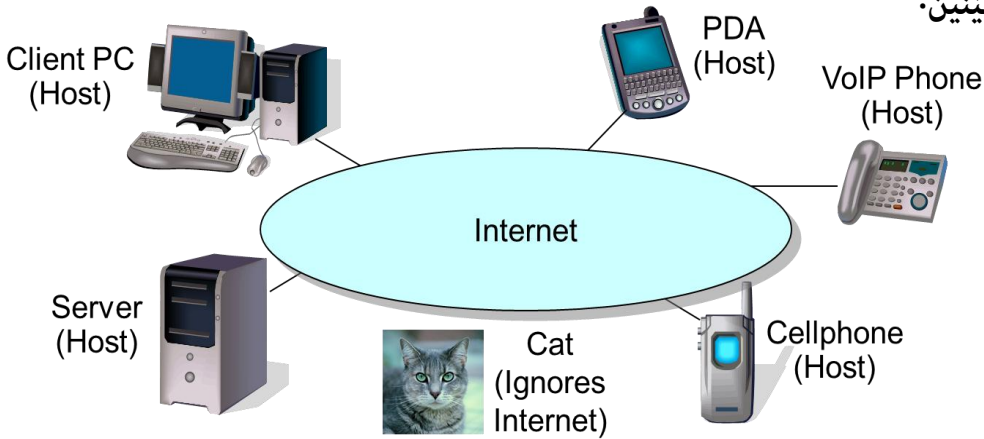 PDA
(Host)
Client PC
(Host)
VoIP Phone
(Host)
Internet
Server
(Host)
Cat
(Ignores
Internet)
Cellphone
(Host)